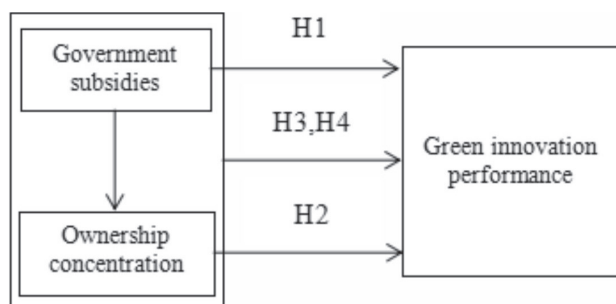 H1
Government
subsidies
H3,H4
Green innovation
performance
H2
Ownership
concentration